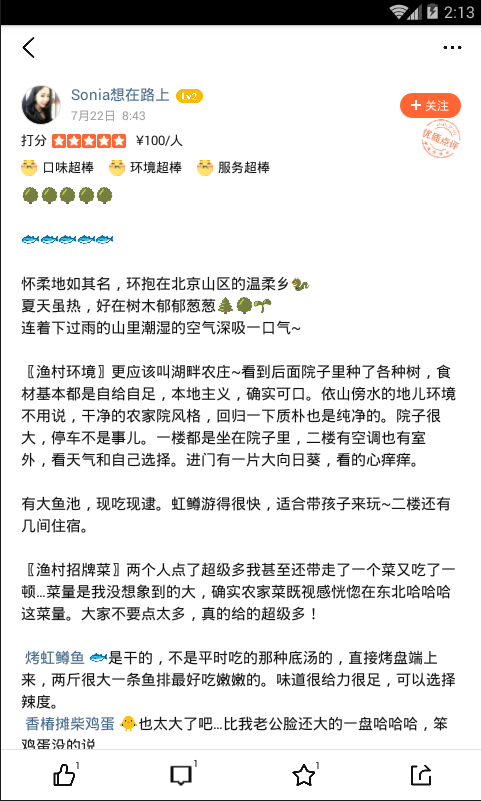 2:13
Sonia想在路上 Lv2
7月22日 8:43
+ 关注
优质点评
打分 ¥100/人
口味超棒 环境超棒 服务超棒
怀柔地如其名，环抱在北京山区的温柔乡
夏天虽热，好在树木郁郁葱葱
连着下过雨的山里潮湿的空气深吸一口气~
〖渔村环境〗更应该叫湖畔农庄~看到后面院子里种了各种树，食
材基本都是自给自足，本地主义，确实可口。依山傍水的地儿环境
不用说，干净的农家院风格，回归一下质朴也是纯净的。院子很
大，停车不是事儿。一楼都是坐在院子里，二楼有空调也有室
外，看天气和自己选择。进门有一片大向日葵，看的心痒痒。
有大鱼池，现吃现逮。虹鳟游得很快，适合带孩子来玩~二楼还有
几间住宿。
〖渔村招牌菜〗两个人点了超级多我甚至还带走了一个菜又吃了一
顿…菜量是我没想象到的大，确实农家菜既视感恍惚在东北哈哈哈
这菜量。大家不要点太多，真的给的超级多！
烤虹鳟鱼 是干的，不是平时吃的那种底汤的，直接烤盘端上
来，两斤很大一条鱼排最好吃嫩嫩的。味道很给力很足，可以选择
辣度。
香椿摊柴鸡蛋 也太大了吧…比我老公脸还大的一盘哈哈哈，笨
鸡蛋没的说
1 1 1